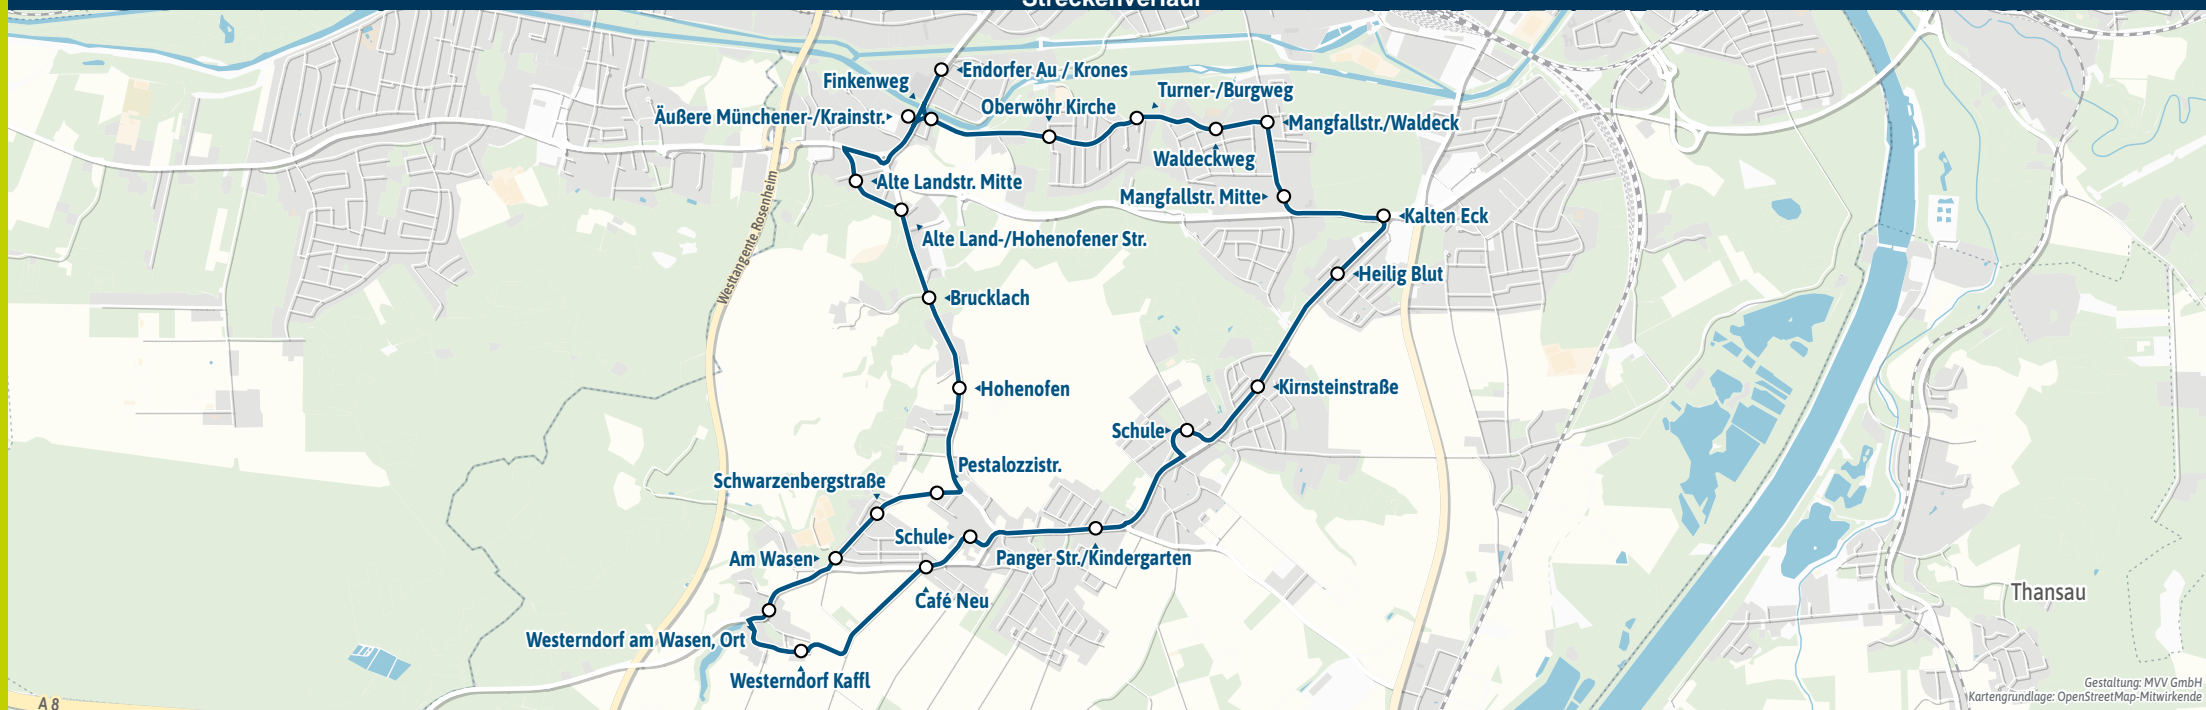 Streckenverlauf
Endorfer Au / Krones
Finkenweg
Turner-/Burgweg
Oberwöhr Kirche
Äußere Münchener-/Krainstr.
Mangfallstr./Waldeck
Waldeckweg
Alte Landstr. Mitte
Mangfallstr. Mitte
Kalten Eck
Westtangente Rosenheim
Alte Land-/Hohenofener Str.
Heilig Blut
Brucklach
Hohenofen
Kirnsteinstraße
Schule
Pestalozzistr.
Schwarzenbergstraße
Schule
Am Wasen
Panger Str./Kindergarten
Café Neu
Thansau
Westerndorf am Wasen, Ort
Westerndorf Kaffl
Gestaltung: MVV GmbH
Kartengrundlage: OpenStreetMap-Mitwirkende
A 8